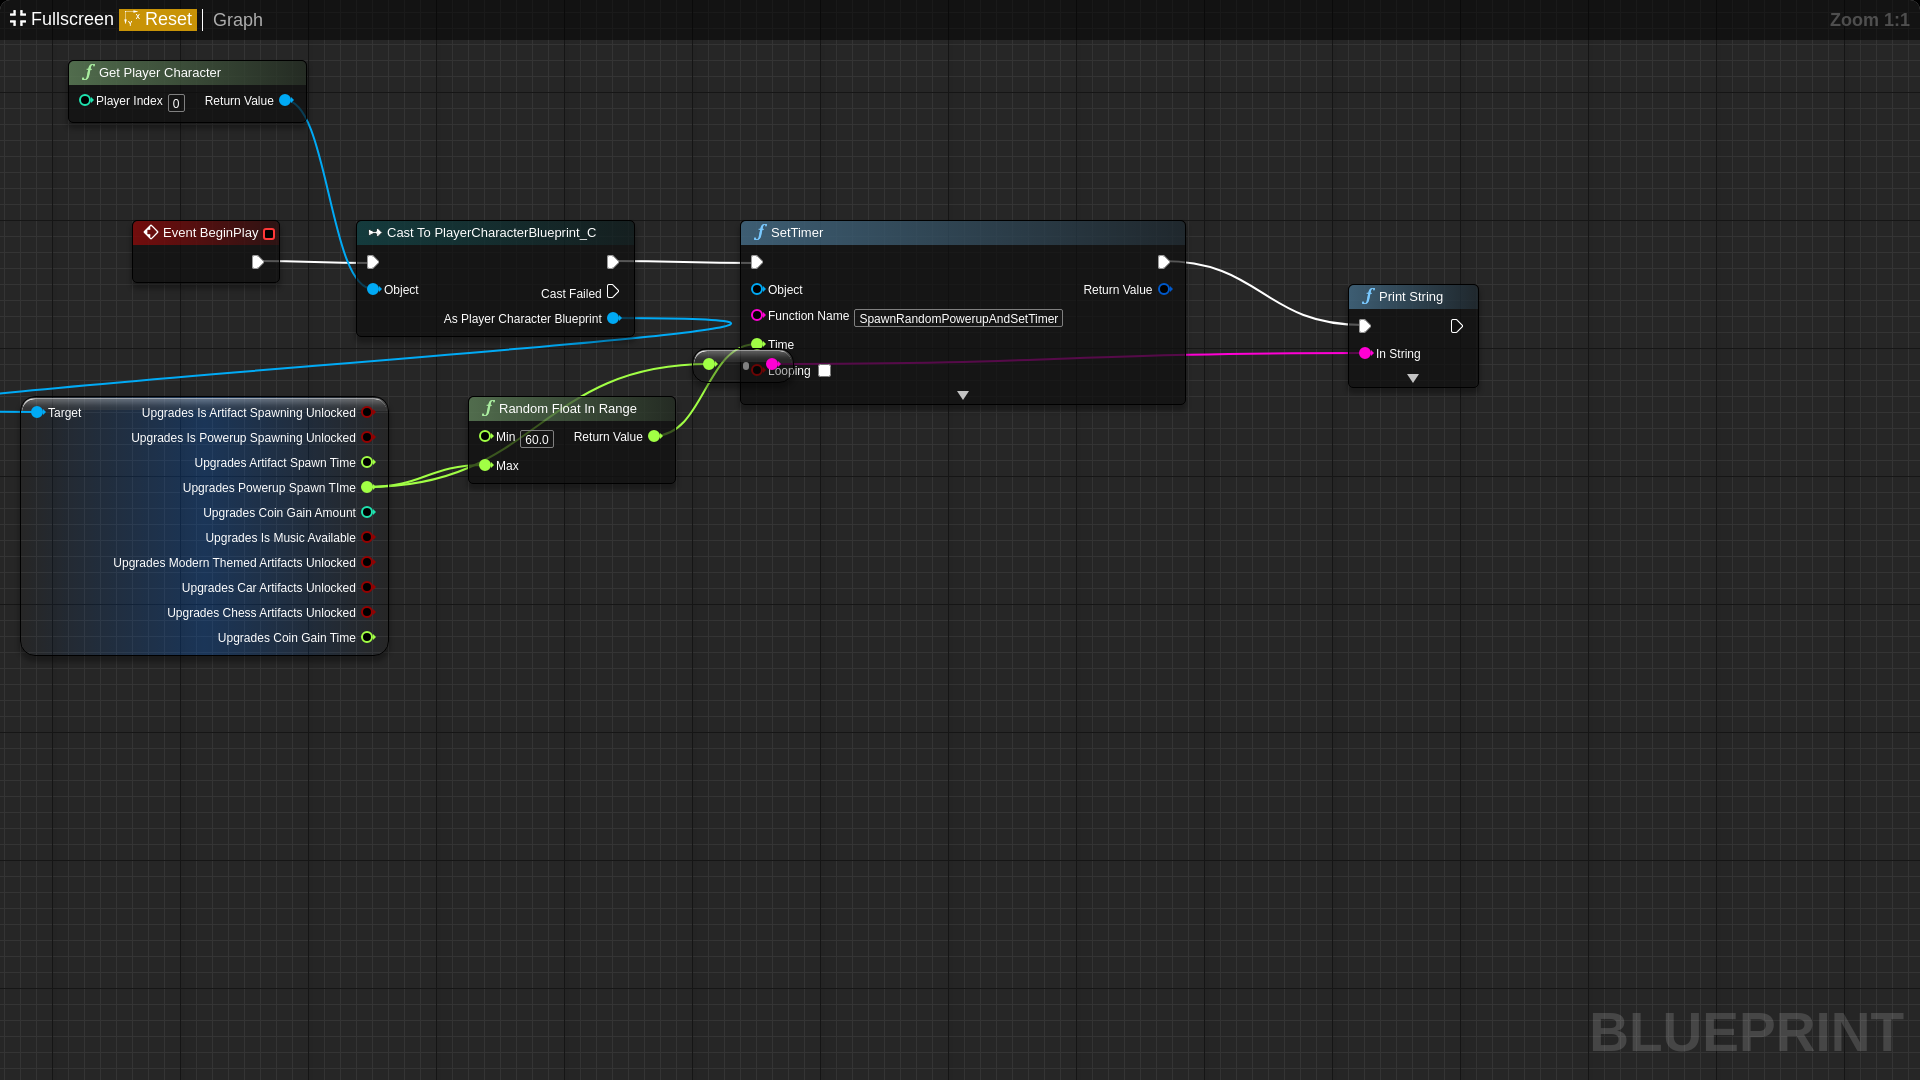 Fullscreen Reset Graph Zoom 1:1
Get Player Character
Player Index 0 Return Value
Event BeginPlay
Cast To PlayerCharacterBlueprint_C
Object
Cast Failed
As Player Character Blueprint
SetTimer
Object Return Value
Function Name SpawnRandomPowerupAndSetTimer
Time
Looping
Print String
In String
Target Upgrades Is Artifact Spawning Unlocked
Upgrades Is Powerup Spawning Unlocked
Upgrades Artifact Spawn Time
Upgrades Powerup Spawn TIme
Upgrades Coin Gain Amount
Upgrades Is Music Available
Upgrades Modern Themed Artifacts Unlocked
Upgrades Car Artifacts Unlocked
Upgrades Chess Artifacts Unlocked
Upgrades Coin Gain Time
Random Float In Range
Min 60.0 Return Value
Max
BLUEPRINT